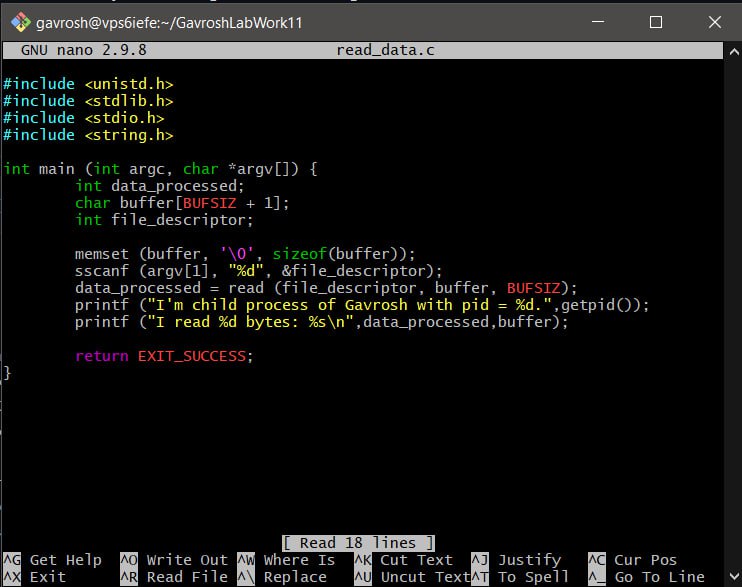 gavrosh@vps6iefe:~/GavroshLabWork11
GNU nano 2.9.8 read_data.c
#include <unistd.h>
#include <stdlib.h>
#include <stdio.h>
#include <string.h>
int main (int argc, char *argv[]) {
int data_processed;
char buffer[BUFSIZ + 1];
int file_descriptor;
memset (buffer, '\0', sizeof(buffer));
sscanf (argv[1], "%d", &file_descriptor);
data_processed = read (file_descriptor, buffer, BUFSIZ);
printf ("I'm child process of Gavrosh with pid = %d.",getpid());
printf ("I read %d bytes: %s\n",data_processed,buffer);
return EXIT_SUCCESS;
}
[ Read 18 lines ]
^G Get Help ^O Write Out ^W Where Is ^K Cut Text ^J Justify ^C Cur Pos
^X Exit ^R Read File ^\ Replace ^U Uncut Text ^T To Spell ^_ Go To Line